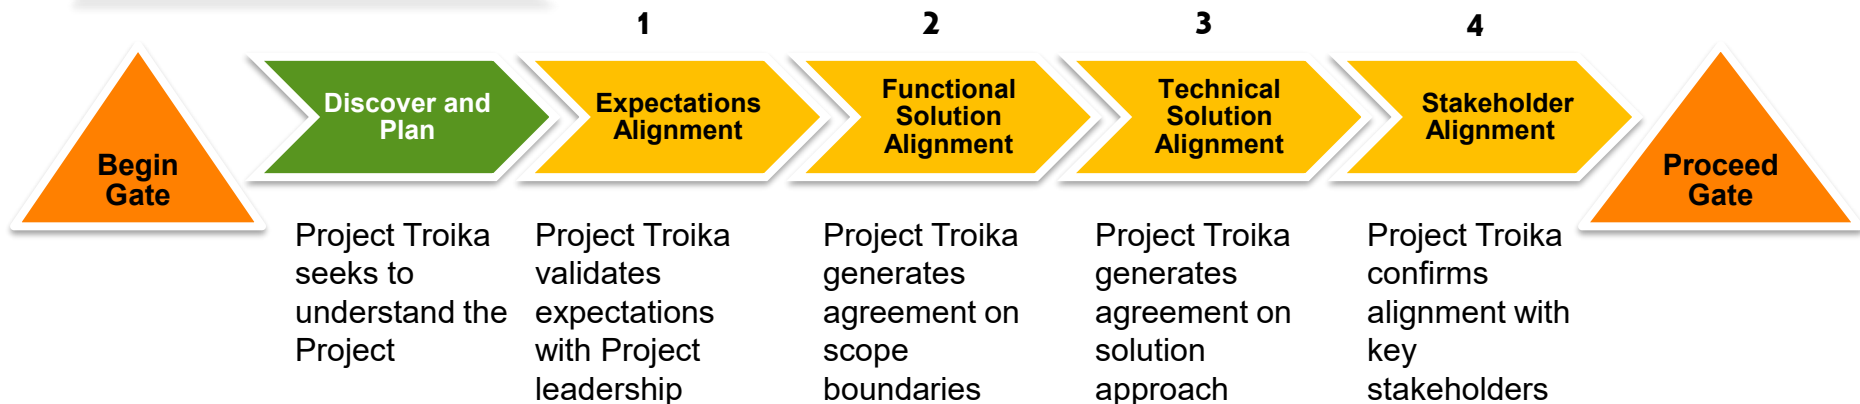 1
2
3
4
Begin
Gate
Discover and
Plan
Expectations
Alignment
Functional
Solution
Alignment
Technical
Solution
Alignment
Stakeholder
Alignment
Proceed
Gate
Project Troika
seeks to
understand the
Project
Project Troika
validates
expectations
with Project
leadership
Project Troika
generates
agreement on
scope
boundaries
Project Troika
generates
agreement on
solution
approach
Project Troika
confirms
alignment with
key
stakeholders